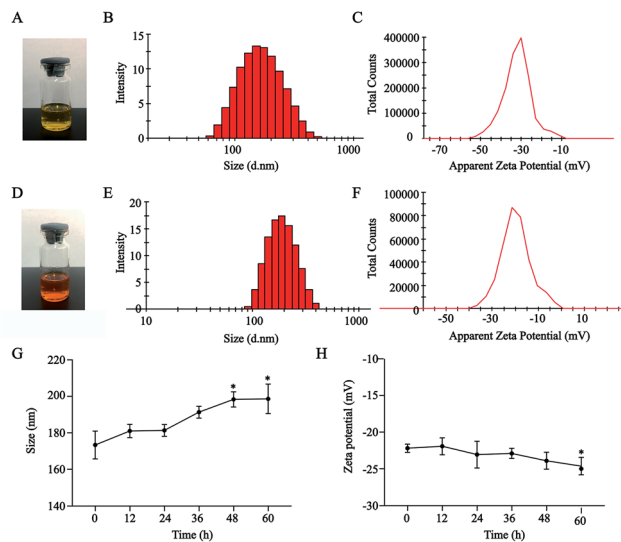 A
B
C
Intensity
15
10
5
0
100
1000
Size (d.nm)
Total Counts
400000
300000
200000
100000
0
-70
-50
-30
-10
Apparent Zeta Potential (mV)
D
E
F
Intensity
20
15
10
5
0
10
100
1000
Size (d.nm)
Total Counts
100000
80000
60000
40000
20000
0
-50
-30
-10
10
Apparent Zeta Potential (mV)
G
H
Size (nm)
220
200
180
160
140
*
*
0
12
24
36
48
60
Time (h)
Zeta potential (mV)
-10
-15
-20
-25
-30
*
0
12
24
36
48
60
Time (h)